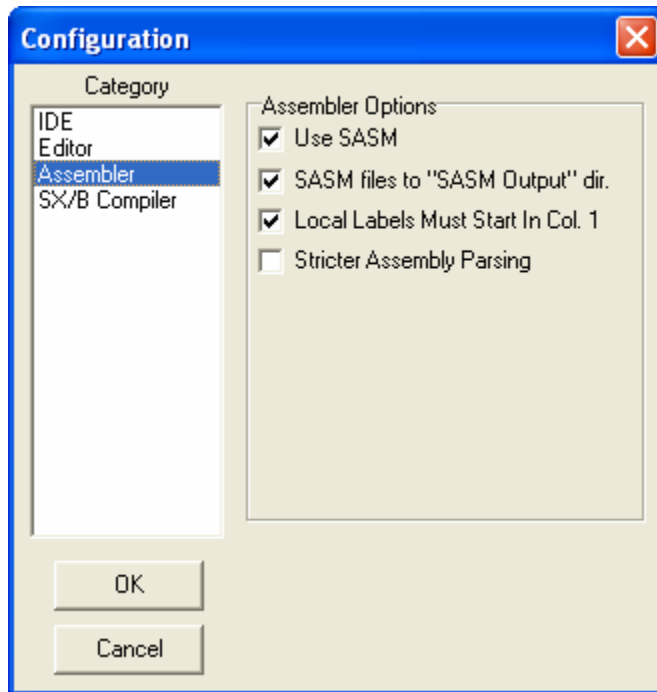 Configuration
Category
IDE
Editor
Assembler
SX/B Compiler
Assembler Options
Use SASM
SASM files to "SASM Output" dir.
Local Labels Must Start In Col. 1
Stricter Assembly Parsing
OK
Cancel